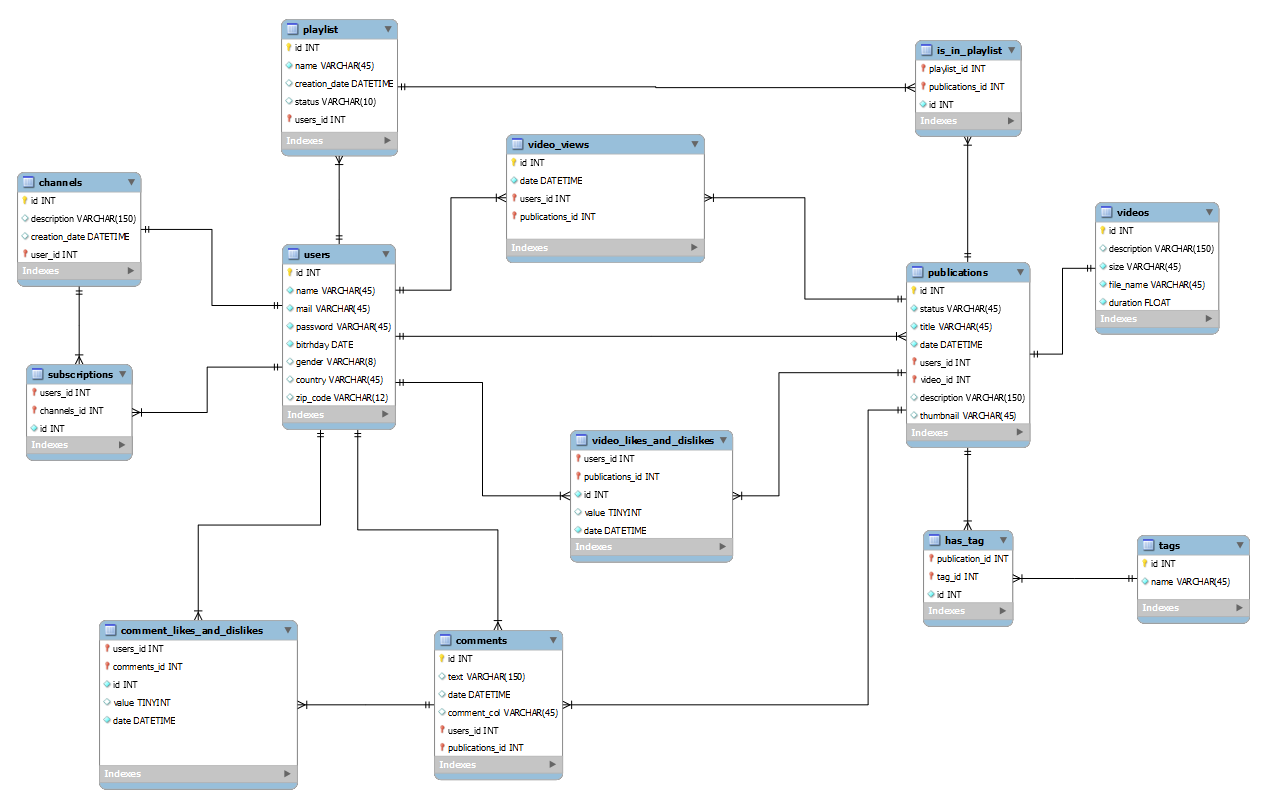 playlist
id INT
name VARCHAR(45)
creation_date DATETIME
status VARCHAR(10)
users_id INT
Indexes
is_in_playlist
playlist_id INT
publications_id INT
id INT
Indexes
video_views
id INT
date DATETIME
users_id INT
publications_id INT
Indexes
channels
id INT
description VARCHAR(150)
creation_date DATETIME
user_id INT
Indexes
videos
id INT
description VARCHAR(150)
size VARCHAR(45)
file_name VARCHAR(45)
duration FLOAT
Indexes
users
id INT
name VARCHAR(45)
mail VARCHAR(45)
password VARCHAR(45)
bitrhday DATE
gender VARCHAR(8)
country VARCHAR(45)
zip_code VARCHAR(12)
Indexes
publications
id INT
status VARCHAR(45)
title VARCHAR(45)
date DATETIME
users_id INT
video_id INT
description VARCHAR(150)
thumbnail VARCHAR(45)
Indexes
subscriptions
users_id INT
channels_id INT
id INT
Indexes
video_likes_and_dislikes
users_id INT
publications_id INT
id INT
value TINYINT
date DATETIME
Indexes
has_tag
publication_id INT
tag_id INT
id INT
Indexes
tags
id INT
name VARCHAR(45)
Indexes
comment_likes_and_dislikes
users_id INT
comments_id INT
id INT
value TINYINT
date DATETIME
Indexes
comments
id INT
text VARCHAR(150)
date DATETIME
comment_col VARCHAR(45)
users_id INT
publications_id INT
Indexes